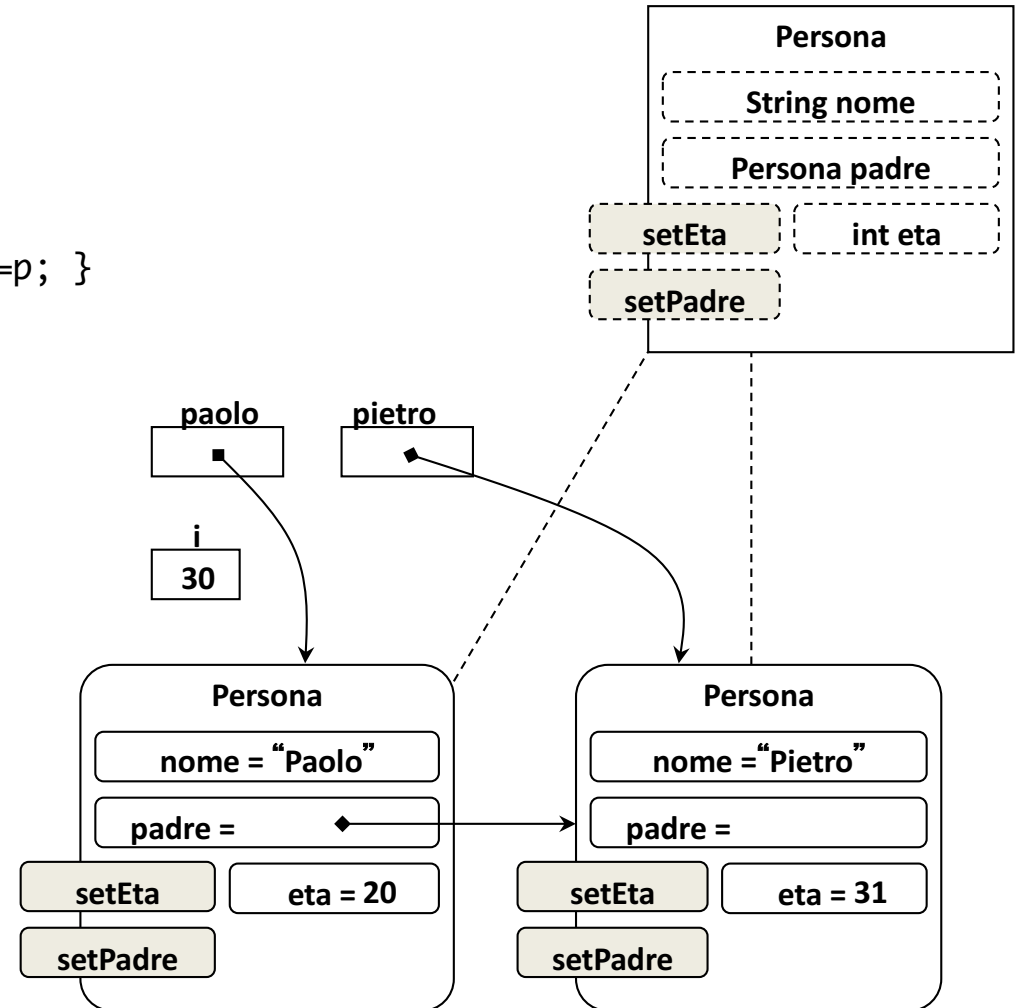 Persona
String nome
Persona padre
setEta
int eta
setPadre
=p; }
paolo
pietro
i
30
Persona
nome = “Paolo”
padre =
setEta
eta = 20
setPadre
Persona
nome =“Pietro”
padre =
setEta
eta = 31
setPadre